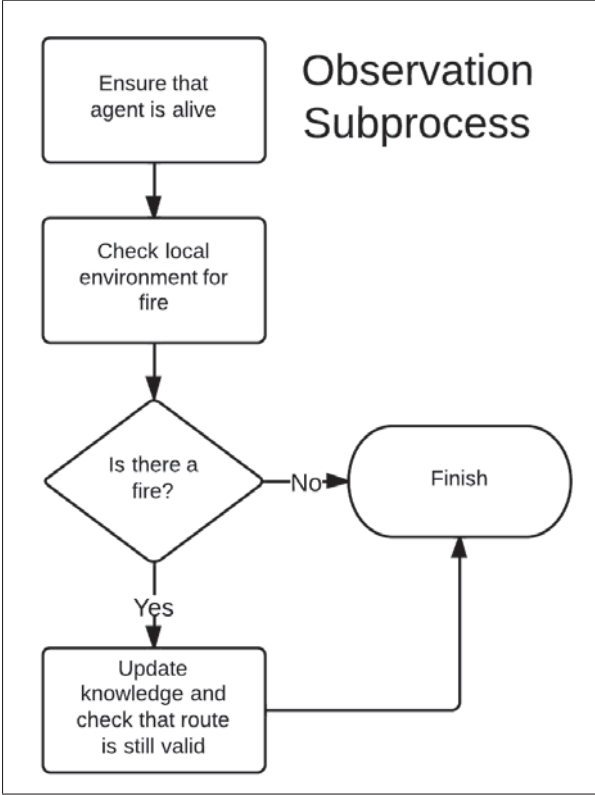 Observation
Subprocess
Ensure that
agent is alive
Check local
environment for
fire
Is there a
fire?
No
Finish
Yes
Update
knowledge and
check that route
is still valid